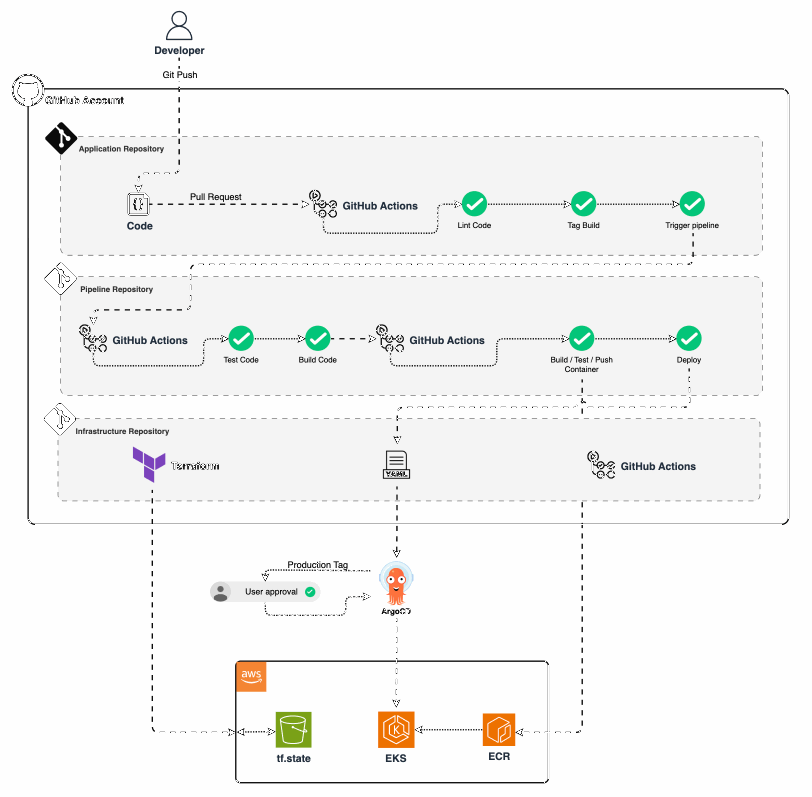 Developer
Git Push
GitHub Account
Application Repository
Pull Request
{}
GitHub Actions
Code
Lint Code
Tag Build
Trigger pipeline
Pipeline Repository
GitHub Actions
GitHub Actions
Test Code
Build Code
Build / Test / Push
Container
Deploy
Infrastructure Repository
Terraform
YAML
GitHub Actions
Production Tag
User approval
ArgoCD
aws
K
tf.state
EKS
ECR